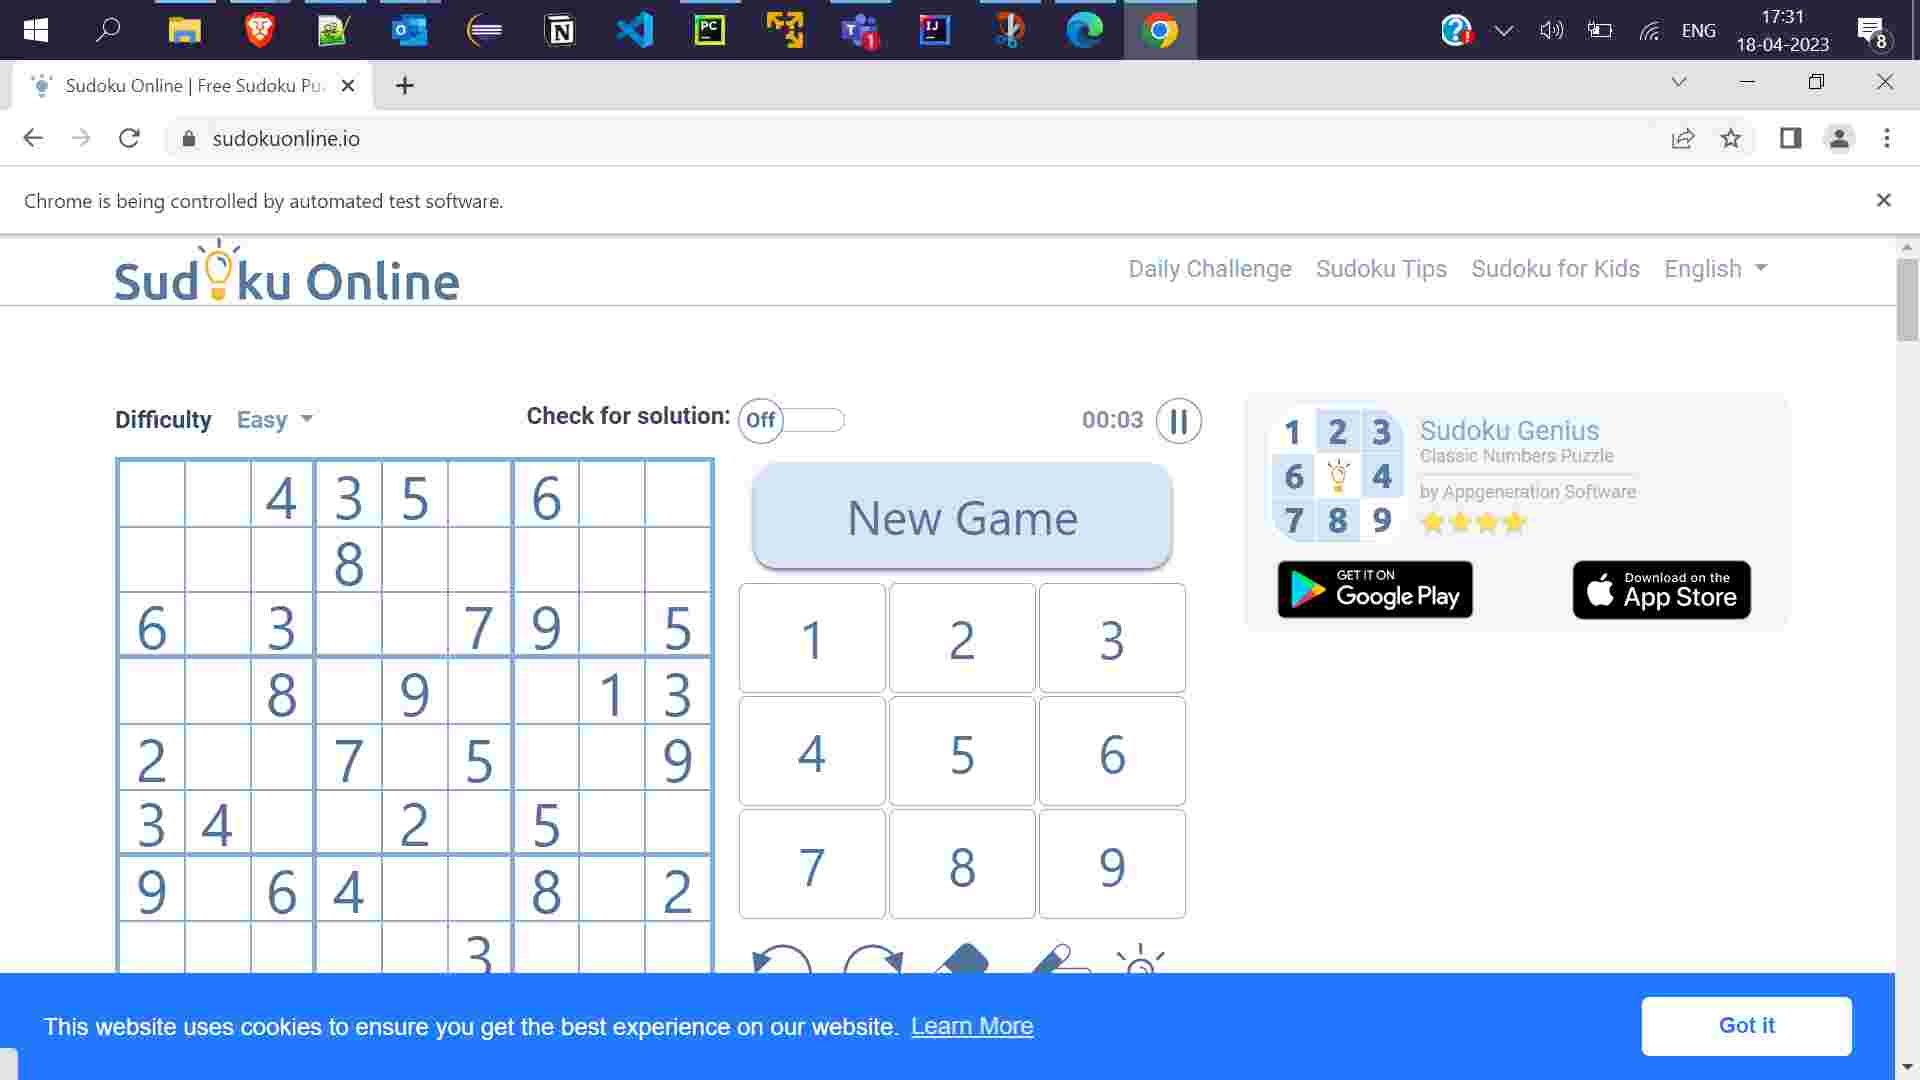 ENG
17:31
18-04-2023
8
PC
1
IJ
Sudoku Online | Free Sudoku Pu
sudokuonline.io
Chrome is being controlled by automated test software.
Sudoku Online
Daily Challenge Sudoku Tips Sudoku for Kids English
Difficulty Easy
Check for solution: Off
00:03
4 3 5 6
8
6 3 7 9 5
8 9 1 3
2 7 5 9
3 4 2 5
9 6 4 8 2
3
New Game
1 2 3
4 5 6
7 8 9
1 2 3
6 4
7 8 9
Sudoku Genius
Classic Numbers Puzzle
by Appgeneration Software
GET IT ON
Google Play
Download on the
App Store
This website uses cookies to ensure you get the best experience on our website. Learn More
Got it